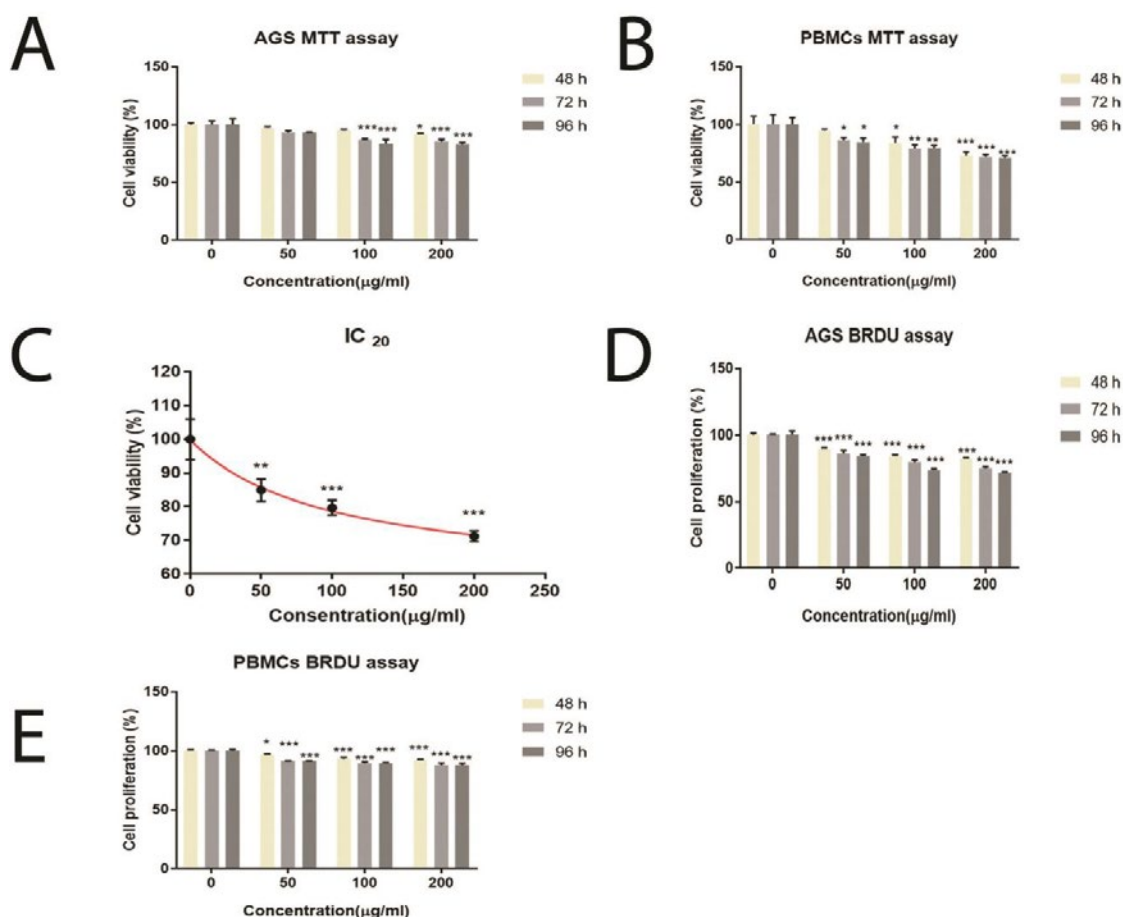 A
AGS MTT assay
Cell viability (%)
150
100
50
0
* *** ***
*** ***
0 50 100 200
Concentration(µg/ml)
48 h
72 h
96 h
B
PBMCs MTT assay
Cell viability (%)
150
100
50
0
* *
* ** **
*** *** ***
0 50 100 200
Concentration(µg/ml)
48 h
72 h
96 h
C
IC 20
Cell viability (%)
120
110
100
90
80
70
60
**
***
***
0 50 100 150 200 250
Consentration(µg/ml)
D
AGS BRDU assay
Cell proliferation (%)
150
100
50
0
*** *** ***
*** *** ***
*** *** ***
0 50 100 200
Concentration(µg/ml)
48 h
72 h
96 h
E
PBMCs BRDU assay
Cell proliferation (%)
150
100
50
0
* *** ***
*** *** ***
*** *** ***
0 50 100 200
Concentration(µg/ml)
48 h
72 h
96 h